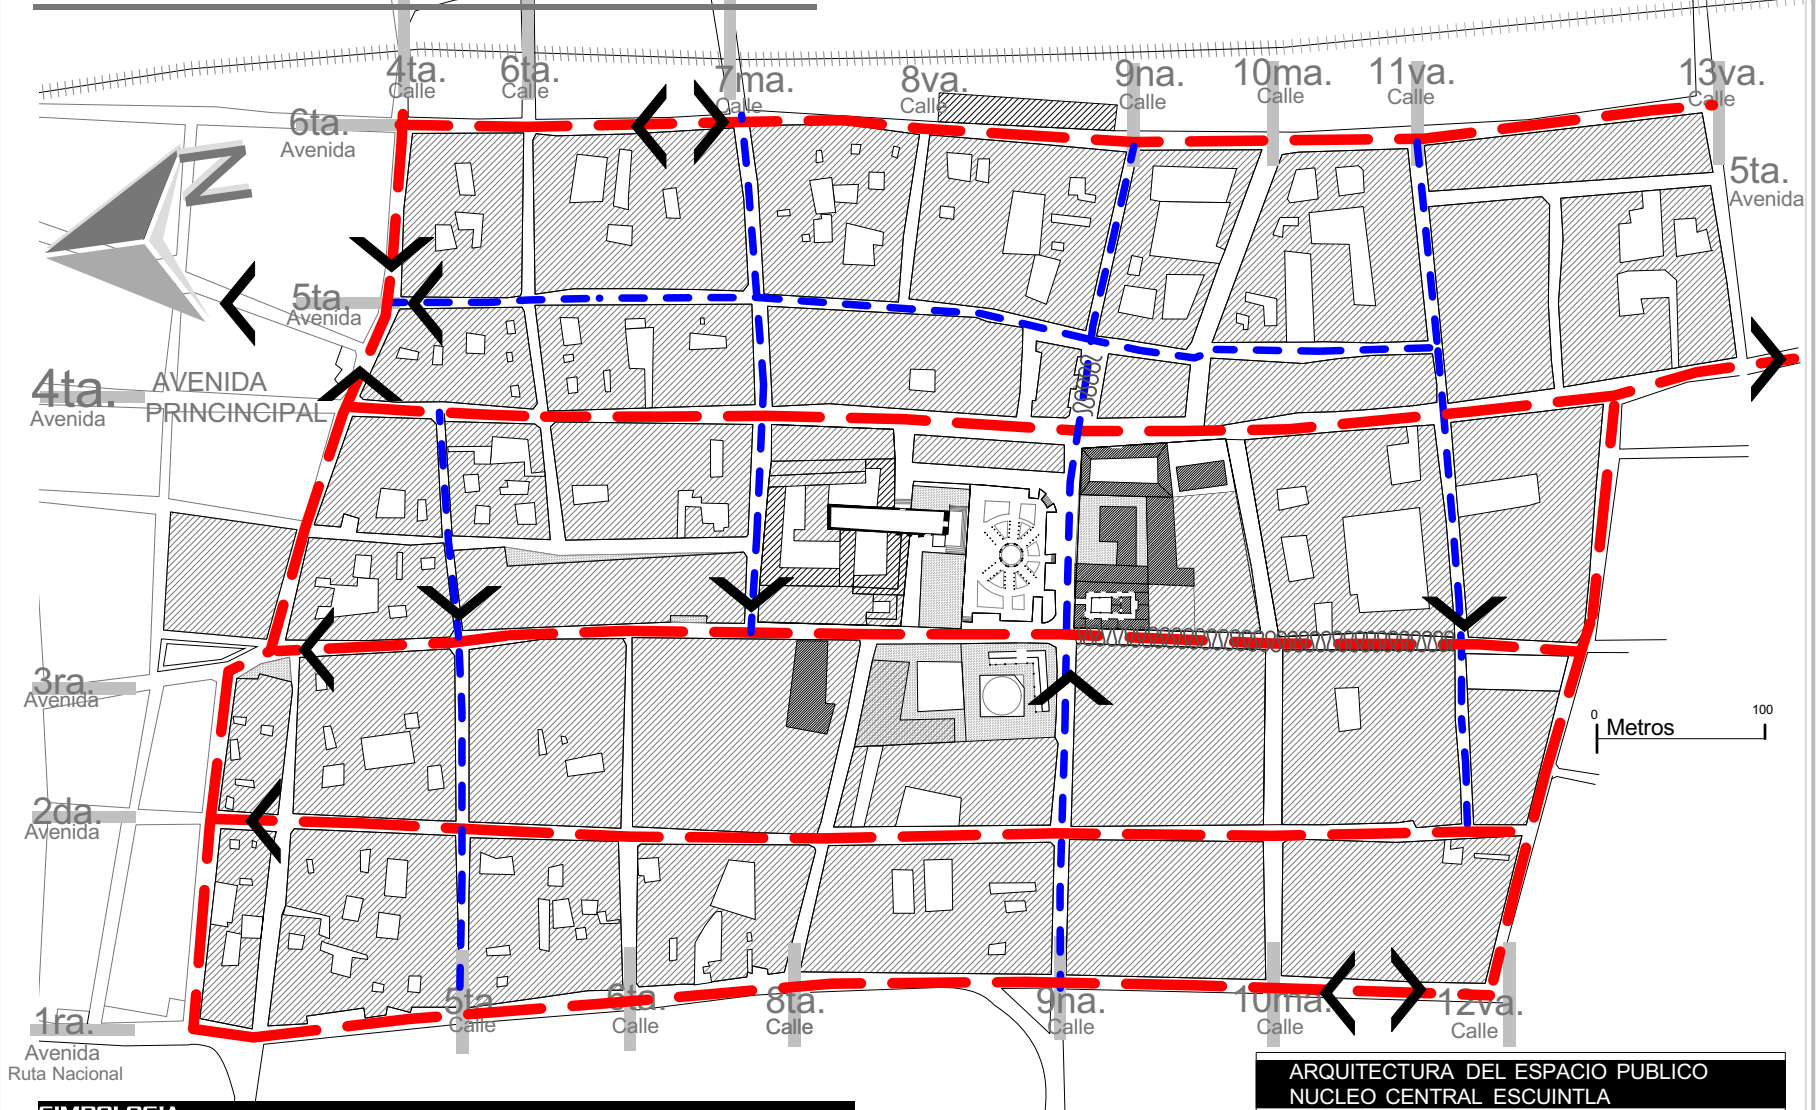 4ta.
Calle
6ta.
Calle
7ma.
Calle
8va.
Calle
9na.
Calle
10ma.
Calle
11va.
Calle
13va.
Calle
6ta.
Avenida
N
5ta.
Avenida
5ta.
Avenida
4ta.
Avenida
AVENIDA
PRINCINCIPAL
3ra.
Avenida
0
Metros
100
2da.
Avenida
1ra.
Avenida
Ruta Nacional
5ta.
Calle
6ta.
Calle
8ta.
Calle
9na.
Calle
10ma.
Calle
12va.
Calle
ARQUITECTURA DEL ESPACIO PUBLICO
NUCLEO CENTRAL ESCUINTLA
SIMBOLOGIA